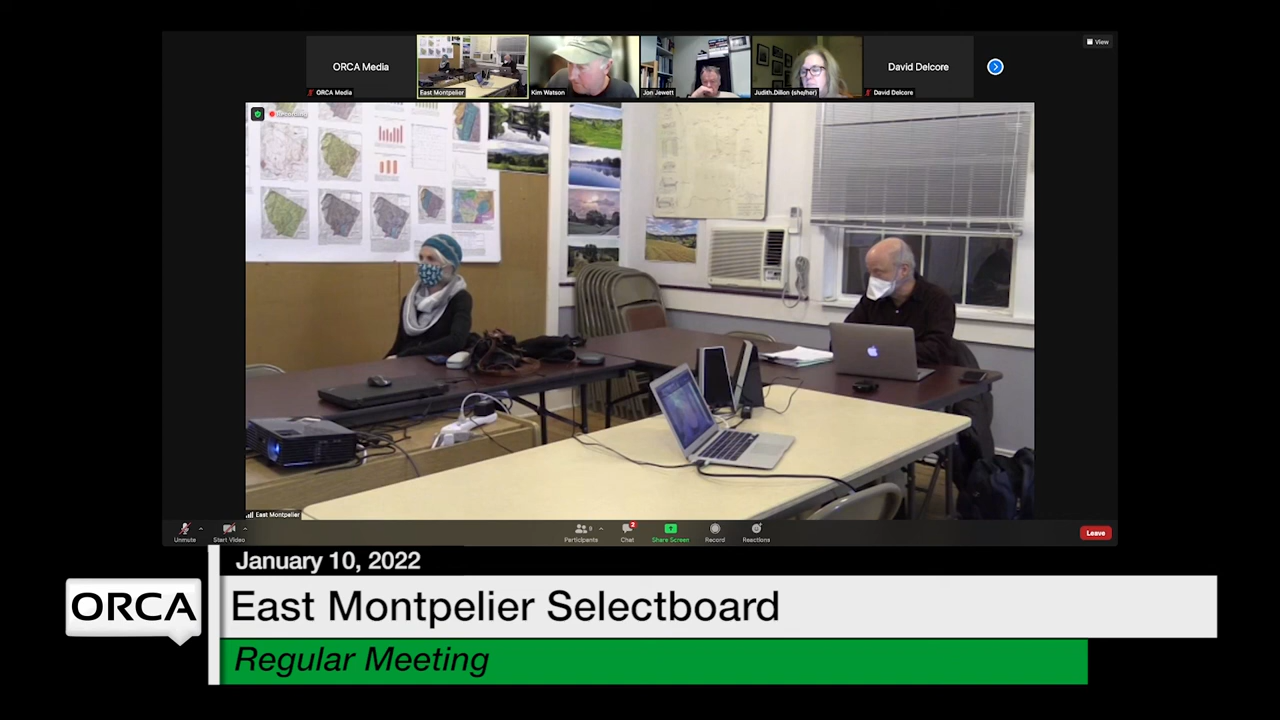 View
ORCA Media
David Delcore
ORCA Media
East Montpelier
Kim Watson
Jon Jewett
Judith.Dillon (she/her)
David Delcore
Recording
East Montpelier
Unmute
Start Video
Participants
9
Chat
2
Share Screen
Record
Reactions
Leave
January 10, 2022
ORCA
East Montpelier Selectboard
Regular Meeting